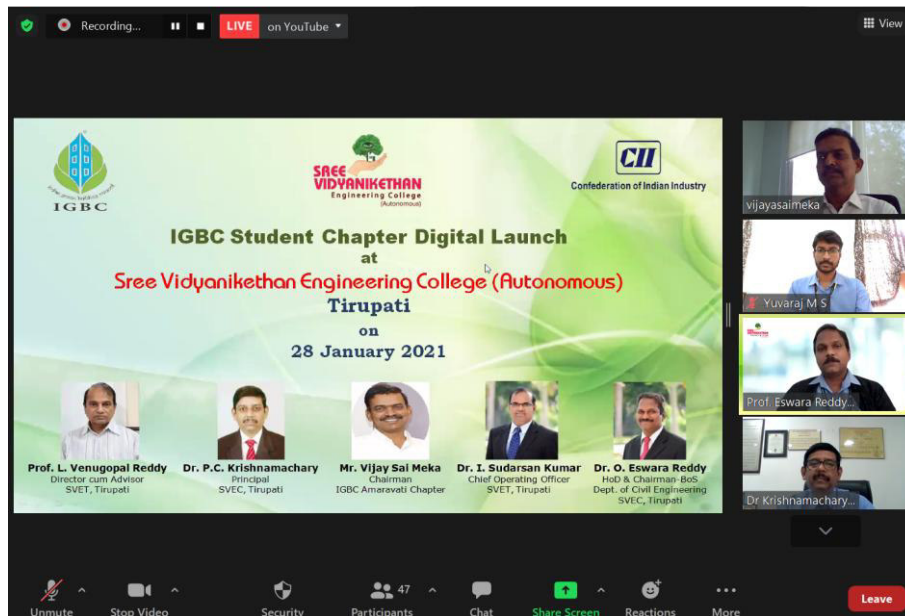 Recording...
LIVE
on YouTube
View
IGBC
SREE
VIDYANIKETHAN
Engineering College
(Autonomous)
CII
Confederation of Indian Industry
IGBC Student Chapter Digital Launch
at
Sree Vidyanikethan Engineering College (Autonomous)
Tirupati
on
28 January 2021
Prof. L. Venugopal Reddy
Director cum Advisor
SVET, Tirupati
Dr. P.C. Krishnamachary
Principal
SVEC, Tirupati
Mr. Vijay Sai Meka
Chairman
IGBC Amaravati Chapter
Dr. I. Sudarsan Kumar
Chief Operating Officer
SVET, Tirupati
Dr. O. Eswara Reddy
HoD & Chairman-BoS
Dept. of Civil Engineering
SVEC, Tirupati
vijayasaimeka
Yuvaraj M S
Prof. Eswara Reddy...
Dr Krishnamachary...
Unmute
Stop Video
Security
47
Participants
Chat
Share Screen
Reactions
More
Leave